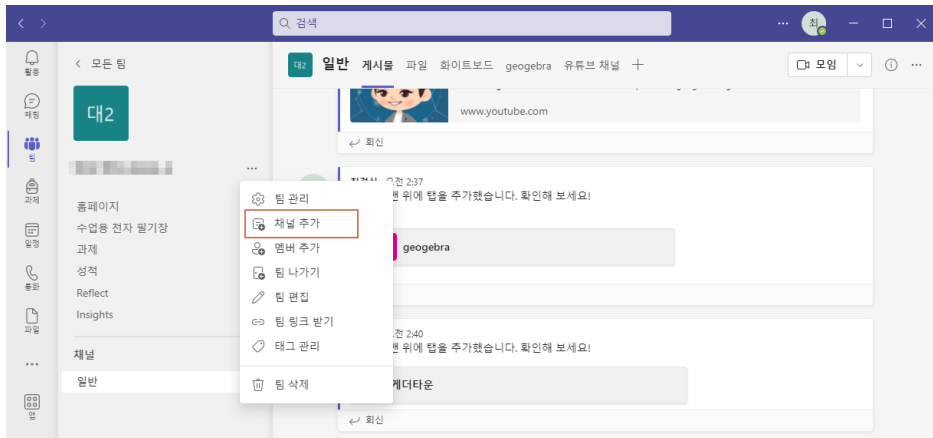 검색
최
활동
채팅
팀
과제
일정
통화
파일
앱
모든 팀
대2
홈페이지
수업용 전자 필기장
과제
성적
Reflect
Insights
채널
일반
팀 관리
채널 추가
멤버 추가
팀 나가기
팀 편집
팀 링크 받기
태그 관리
팀 삭제
대2 일반 게시물 파일 화이트보드 geogebra 유튜브 채널
모임
www.youtube.com
회신
오전 2:37
맨 위에 탭을 추가했습니다. 확인해 보세요!
geogebra
오전 2:40
맨 위에 탭을 추가했습니다. 확인해 보세요!
게더타운
회신